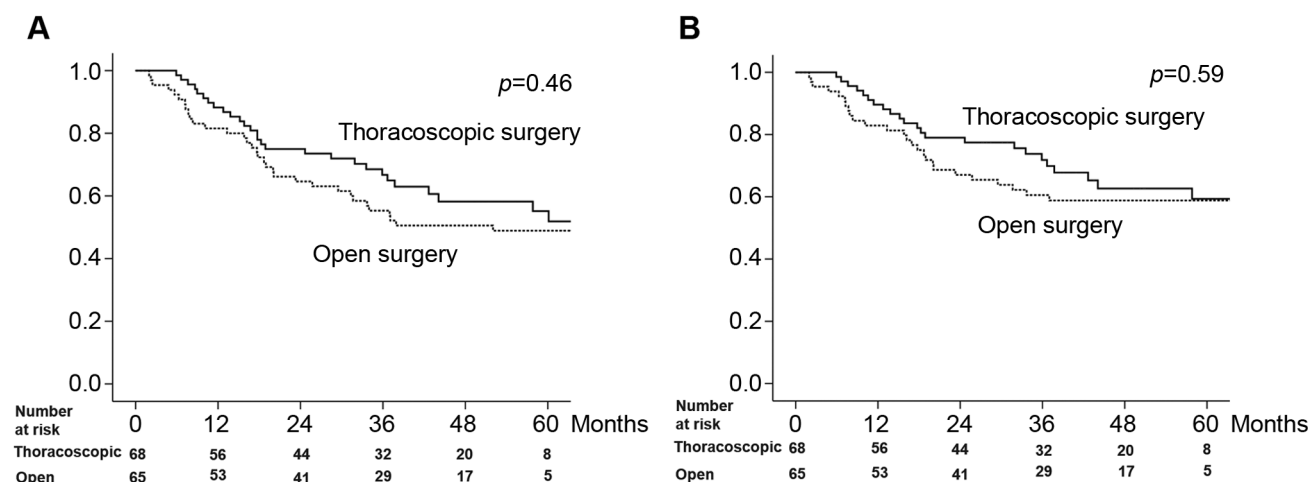 A
1.0
p=0.46
Thoracoscopic surgery
0.8
0.6
Open surgery
0.4
0.2
0.0
Number
at risk
0 12 24 36 48 60 Months
Thoracoscopic 68 56 44 32 20 8
Open 65 53 41 29 17 5
B
1.0
p=0.59
Thoracoscopic surgery
0.8
0.6
Open surgery
0.4
0.2
0.0
Number
at risk
0 12 24 36 48 60 Months
Thoracoscopic 68 56 44 32 20 8
Open 65 53 41 29 17 5